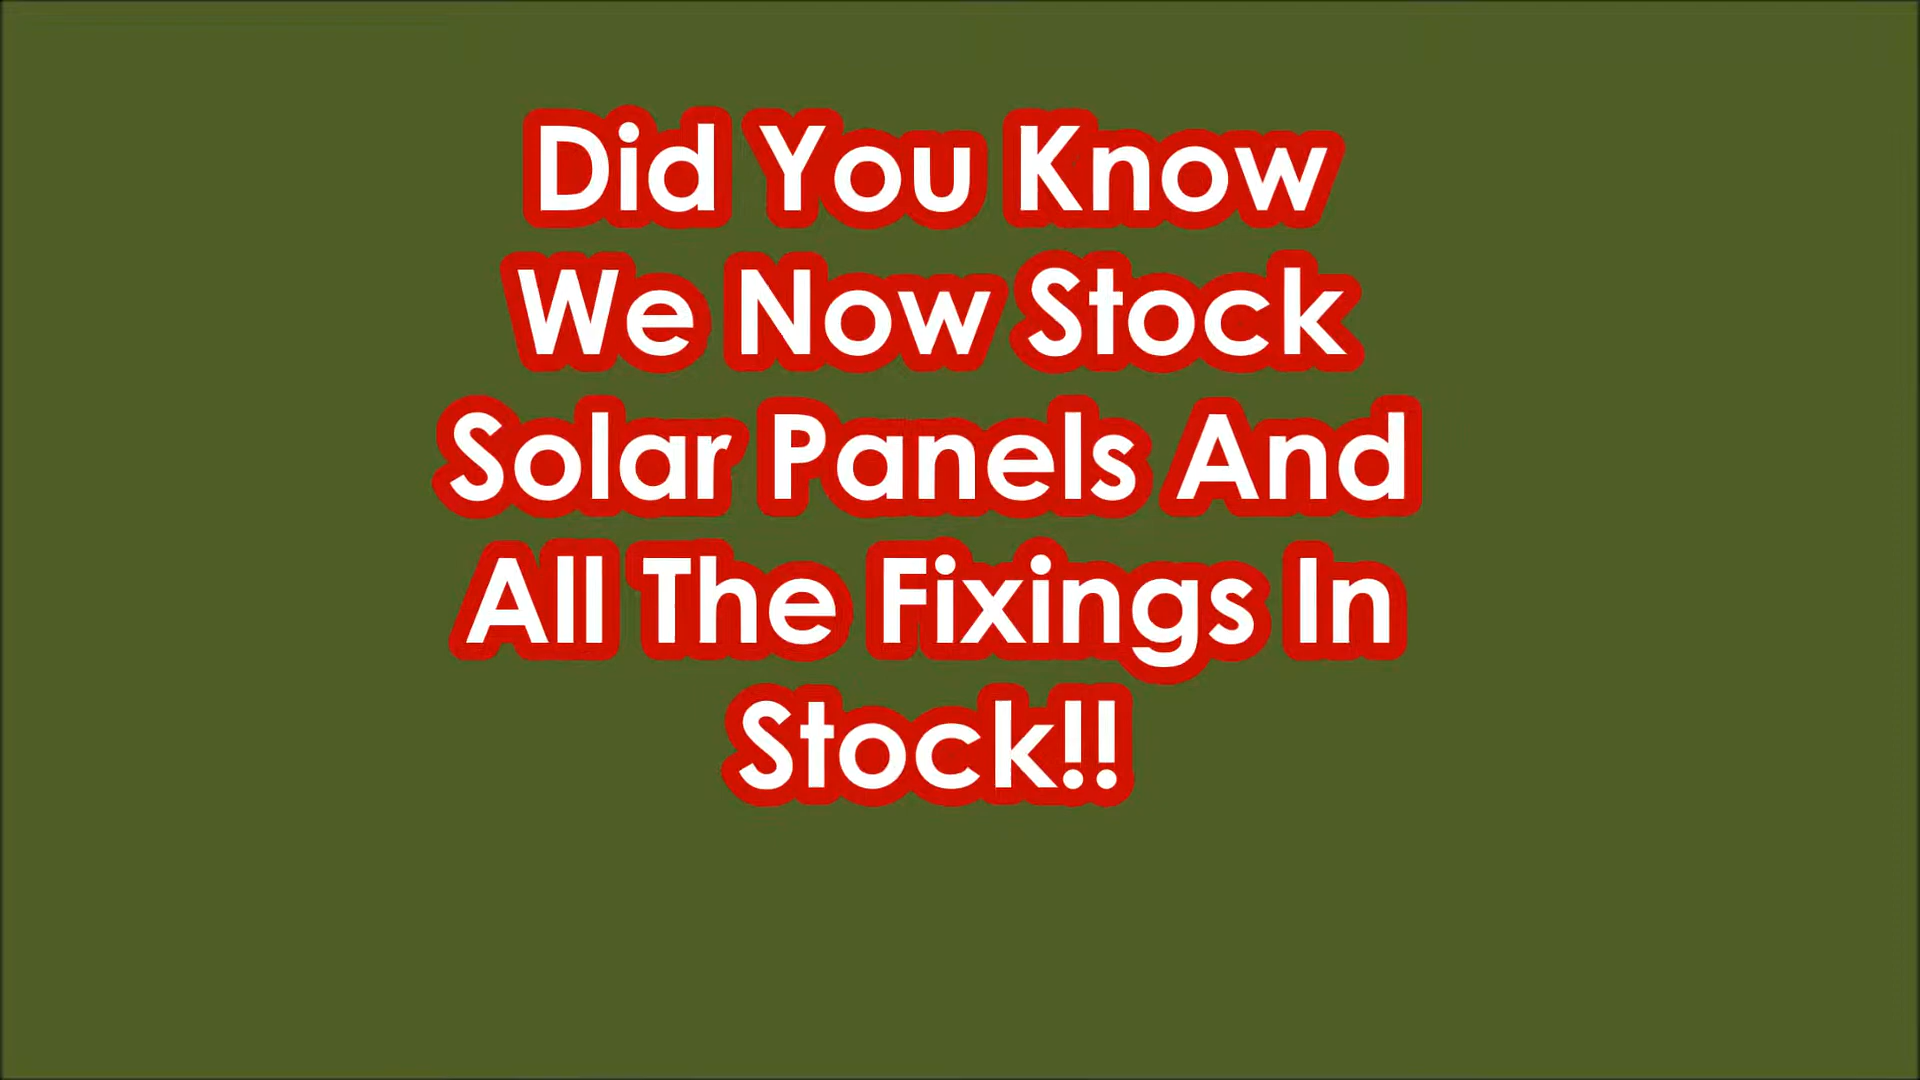 Did You Know
We Now Stock
Solar Panels And
All The Fixings In
Stock!!